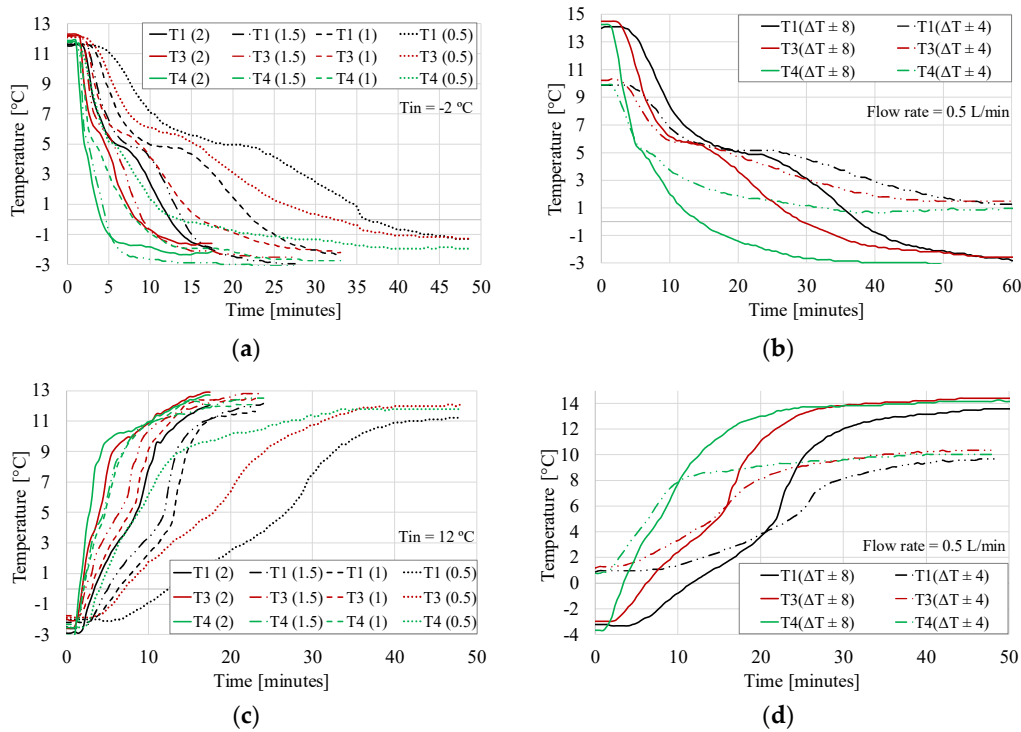 13
11
9
7
5
3
1
-1
-3
Temperature [°C]
T1 (2) T1 (1.5) T1 (1) T1 (0.5)
T3 (2) T3 (1.5) T3 (1) T3 (0.5)
T4 (2) T4 (1.5) T4 (1) T4 (0.5)
Tin = -2 ºC
0 5 10 15 20 25 30 35 40 45 50
Time [minutes]
(a)
15
13
11
9
7
5
3
1
-1
-3
Temperature [°C]
T1(ΔT ± 8) T1(ΔT ± 4)
T3(ΔT ± 8) T3(ΔT ± 4)
T4(ΔT ± 8) T4(ΔT ± 4)
Flow rate = 0.5 L/min
0 10 20 30 40 50 60
Time [minutes]
(b)
13
11
9
7
5
3
1
-1
-3
Temperature [°C]
Tin = 12 ºC
T1 (2) T1 (1.5) T1 (1) T1 (0.5)
T3 (2) T3 (1.5) T3 (1) T3 (0.5)
T4 (2) T4 (1.5) T4 (1) T4 (0.5)
0 10 20 30 40 50
Time [minutes]
(c)
14
12
10
8
6
4
2
0
-2
-4
Temperature [°C]
Flow rate = 0.5 L/min
T1(ΔT ± 8) T1(ΔT ± 4)
T3(ΔT ± 8) T3(ΔT ± 4)
T4(ΔT ± 8) T4(ΔT ± 4)
0 10 20 30 40 50
Time [minutes]
(d)